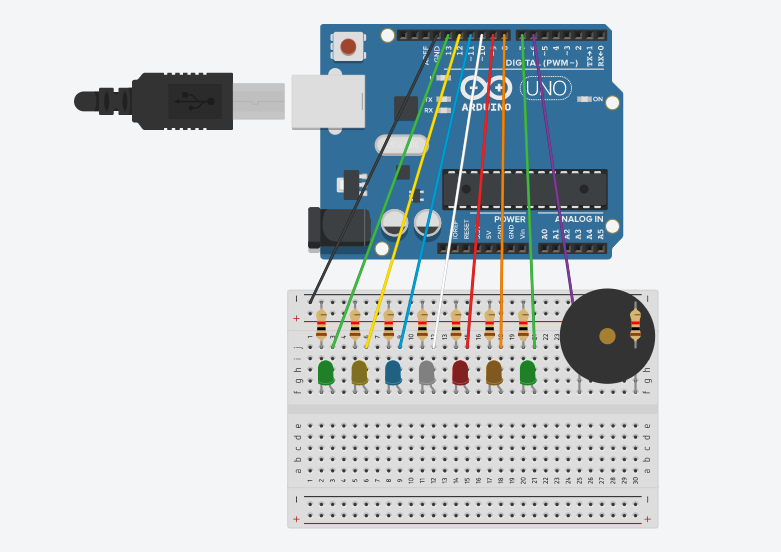 AREF
GND
13
12
~11
~10
~9
8
7
~6
~5
4
~3
2
TX→1
RX←0
DIGITAL (PWM~)
L
TX
RX
ARDUINO
UNO
ON
POWER
ANALOG IN
IOREF
RESET
5V
GND
GND
Vin
A0
A1
A2
A3
A4
A5
j
i
h
g
f
e
d
c
b
a
1 2 3 4 5 6 7 8 9 10 11 12 13 14 15 16 17 18 19 20 21 22 23 24 25 26 27 28 29 30